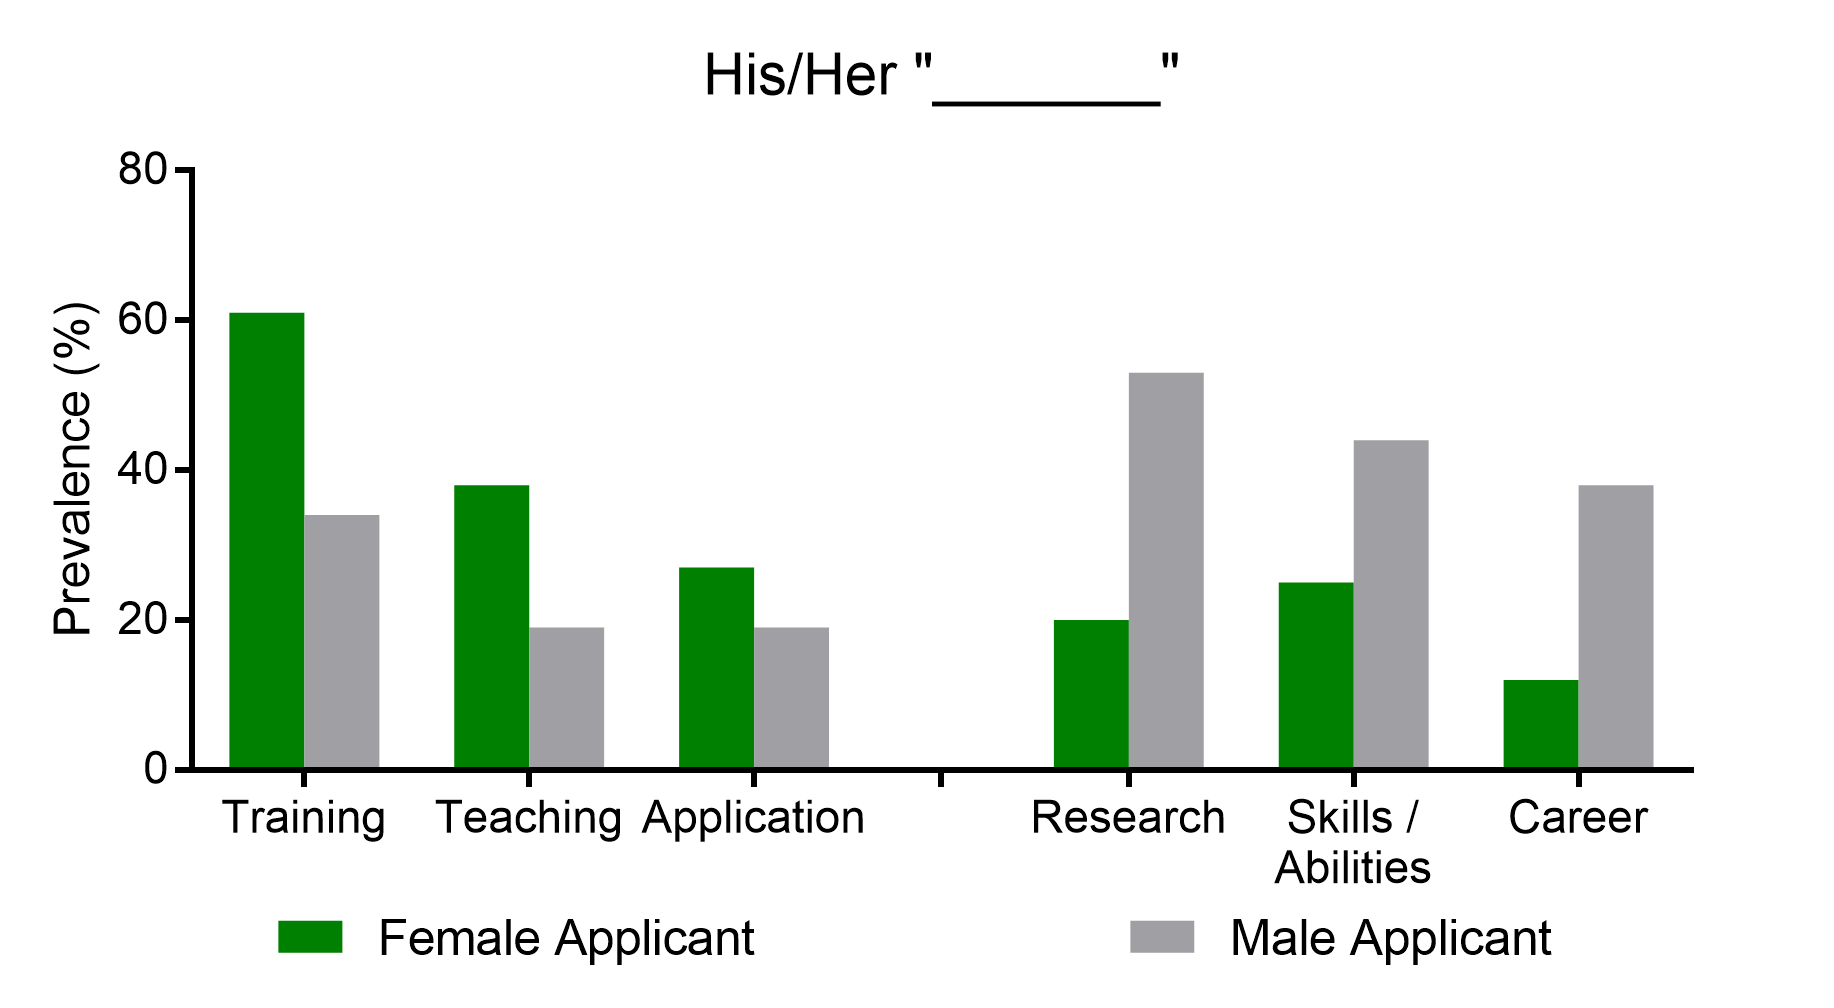 His/Her "_______"
Prevalence (%)
80
60
40
20
0
Training Teaching Application Research Skills / Career
Abilities
Female Applicant Male Applicant